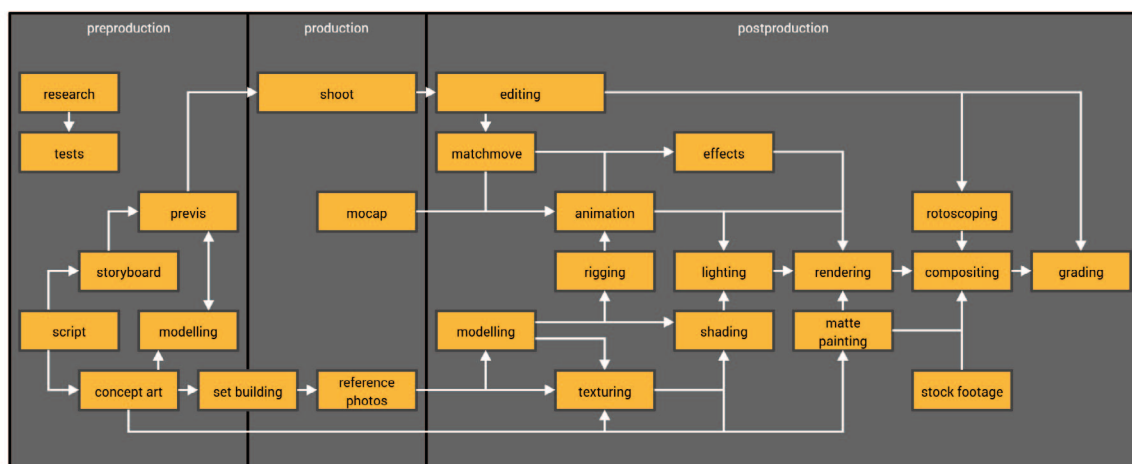 preproduction
production
postproduction
research
shoot
editing
tests
matchmove
effects
previs
mocap
animation
rotoscoping
storyboard
rigging
lighting
rendering
compositing
grading
script
modelling
modelling
shading
matte
painting
concept art
set building
reference
photos
texturing
stock footage